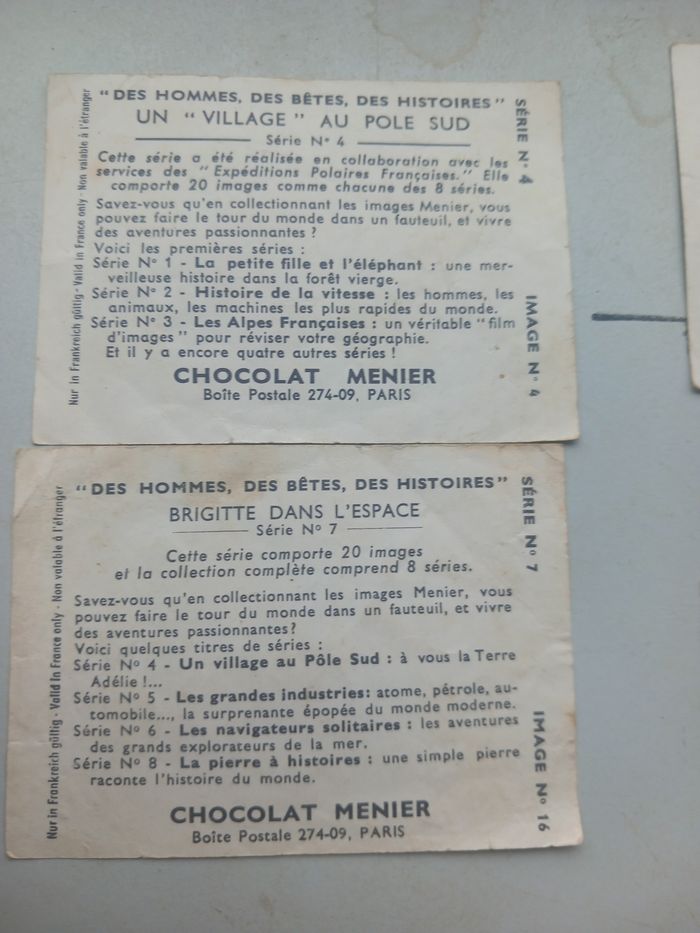 "DES HOMMES, DES BÊTES, DES HISTOIRES"
UN "VILLAGE" AU POLE SUD
Série N° 4
Cette série a été réalisée en collaboration avec les
services des "Expéditions Polaires Françaises." Elle
comporte 20 images comme chacune des 8 séries.
Savez-vous qu'en collectionnant les images Menier, vous
pouvez faire le tour du monde dans un fauteuil, et vivre
des aventures passionnantes ?
Voici les premières séries :
Série N° 1 - La petite fille et l'éléphant : une mer-
veilleuse histoire dans la forêt vierge.
Série N° 2 - Histoire de la vitesse : les hommes, les
animaux, les machines les plus rapides du monde.
Série N° 3 - Les Alpes Françaises : un véritable "film
d'images" pour réviser votre géographie.
Et il y a encore quatre autres séries !
CHOCOLAT MENIER
Boîte Postale 274-09, PARIS
Nur in Frankreich gültig - Valid in France only - Non valable à l'étranger
SÉRIE N° 4
IMAGE N° 4
"DES HOMMES, DES BÊTES, DES HISTOIRES"
BRIGITTE DANS L'ESPACE
Série N° 7
Cette série comporte 20 images
et la collection complète comprend 8 séries.
Savez-vous qu'en collectionnant les images Menier, vous
pouvez faire le tour du monde dans un fauteuil, et vivre
des aventures passionnantes?
Voici quelques titres de séries :
Série N° 4 - Un village au Pôle Sud : à vous la Terre
Adélie !...
Série N° 5 - Les grandes industries: atome, pétrole, au-
tomobile..., la surprenante épopée du monde moderne.
Série N° 6 - Les navigateurs solitaires : les aventures
des grands explorateurs de la mer.
Série N° 8 - La pierre à histoires : une simple pierre
raconte l'histoire du monde.
CHOCOLAT MENIER
Boîte Postale 274-09, PARIS
Nur in Frankreich gültig - Valid in France only - Non valable à l'étranger
SÉRIE N° 7
IMAGE N° 16